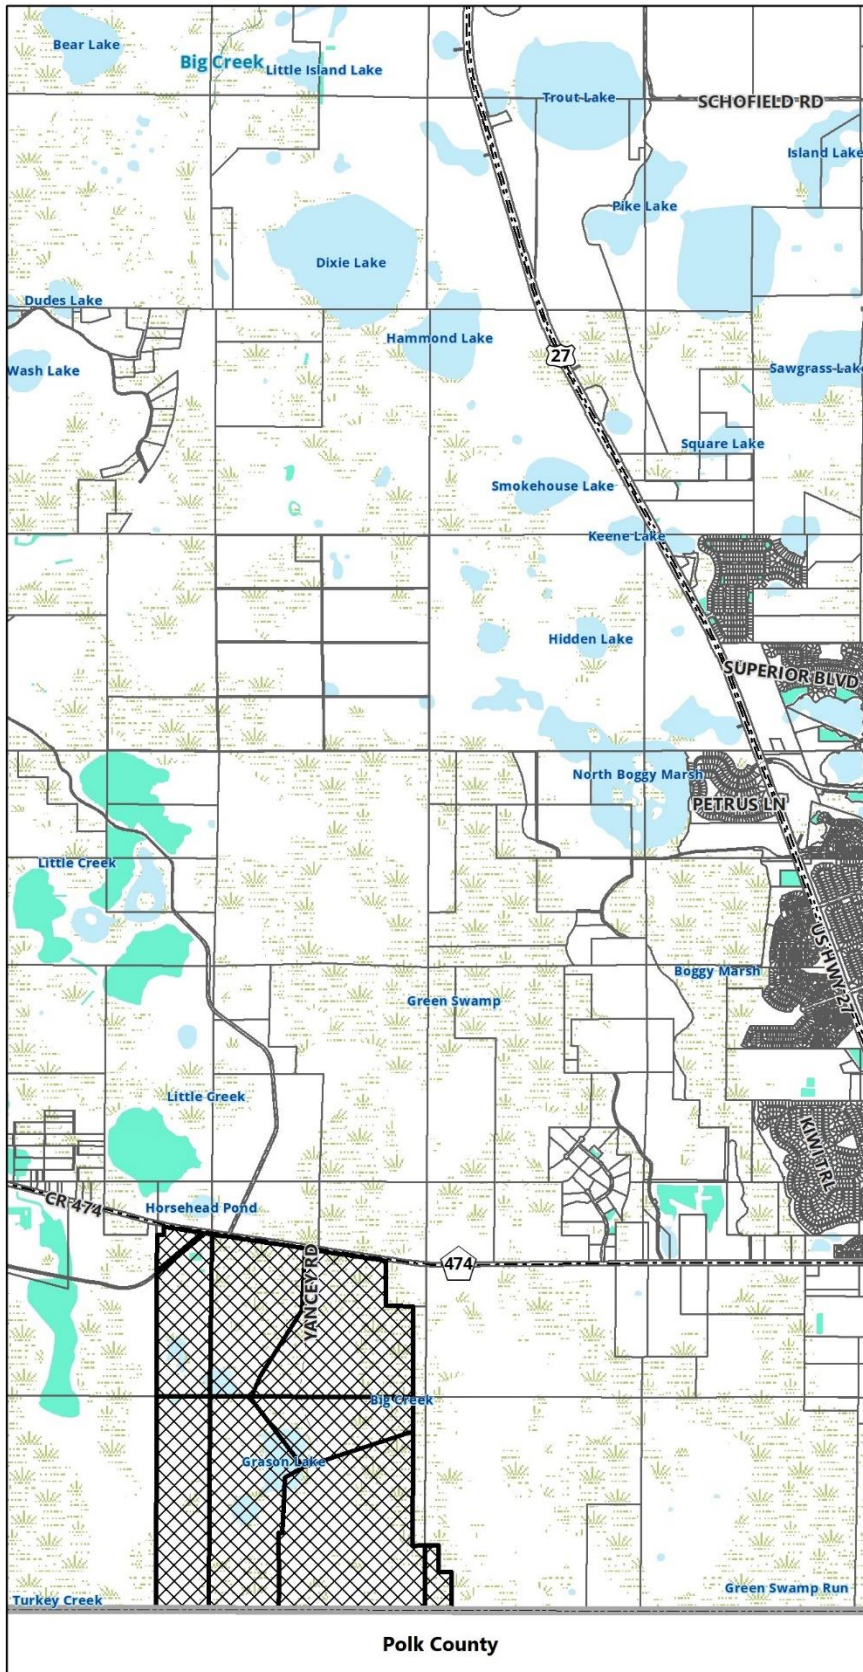 Bear Lake
Big Creek
Little Island Lake
Trout Lake
SCHOFIELD RD
Island Lake
Pike Lake
Dixie Lake
Dudes Lake
Hammond Lake
27
Wash Lake
Sawgrass Lake
Square Lake
Smokehouse Lake
Keene Lake
Hidden Lake
SUPERIOR BLVD
North Boggy Marsh
PETRUS LN
Little Creek
US HWY 27
Boggy Marsh
Green Swamp
Little Creek
KIWI TRL
CR 474
Horsehead Pond
474
YANCEY RD
Big Creek
Grason Lake
Green Swamp Run
Turkey Creek
Polk County